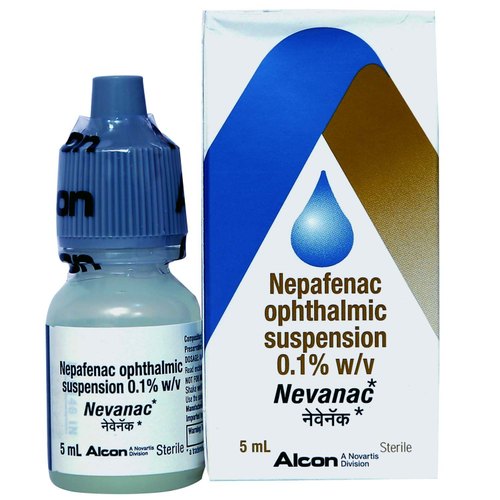 con
Nepafenac ophthalmic
suspension 0.1% w/v
Nevanac*
नेवेनॅक *
5 mL Alcon A Novartis Division Sterile
Nepafenac
ophthalmic
suspension
0.1% w/v
Nevanac*
नेवेनॅक *
5 mL
Sterile
Alcon A Novartis
Division